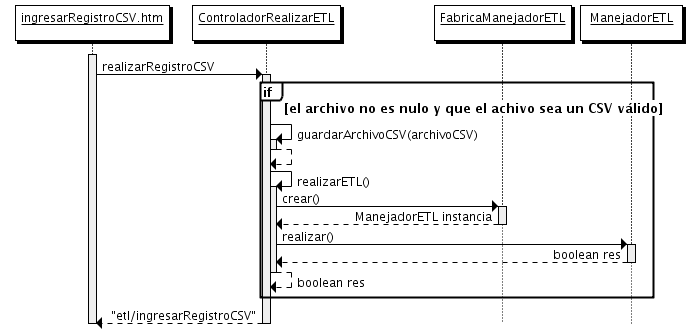 ingresarRegistroCSV.htm
ControladorRealizarETL
FabricaManejadorETL
ManejadorETL
realizarRegistroCSV
if
[el archivo no es nulo y que el achivo sea un CSV válido]
guardarArchivoCSV(archivoCSV)
realizarETL()
crear()
ManejadorETL instancia
realizar()
boolean res
boolean res
"etl/ingresarRegistroCSV"